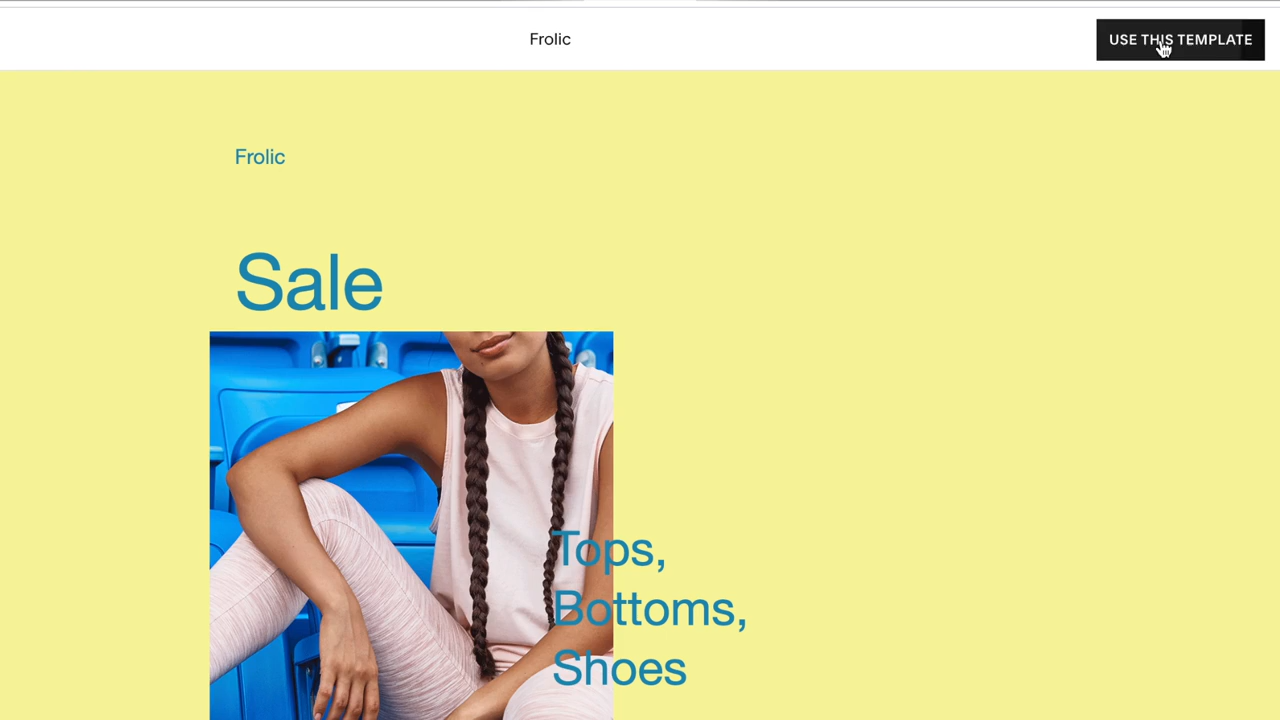 Frolic
USE THIS TEMPLATE
Frolic
Sale
Tops,
Bottoms,
Shoes